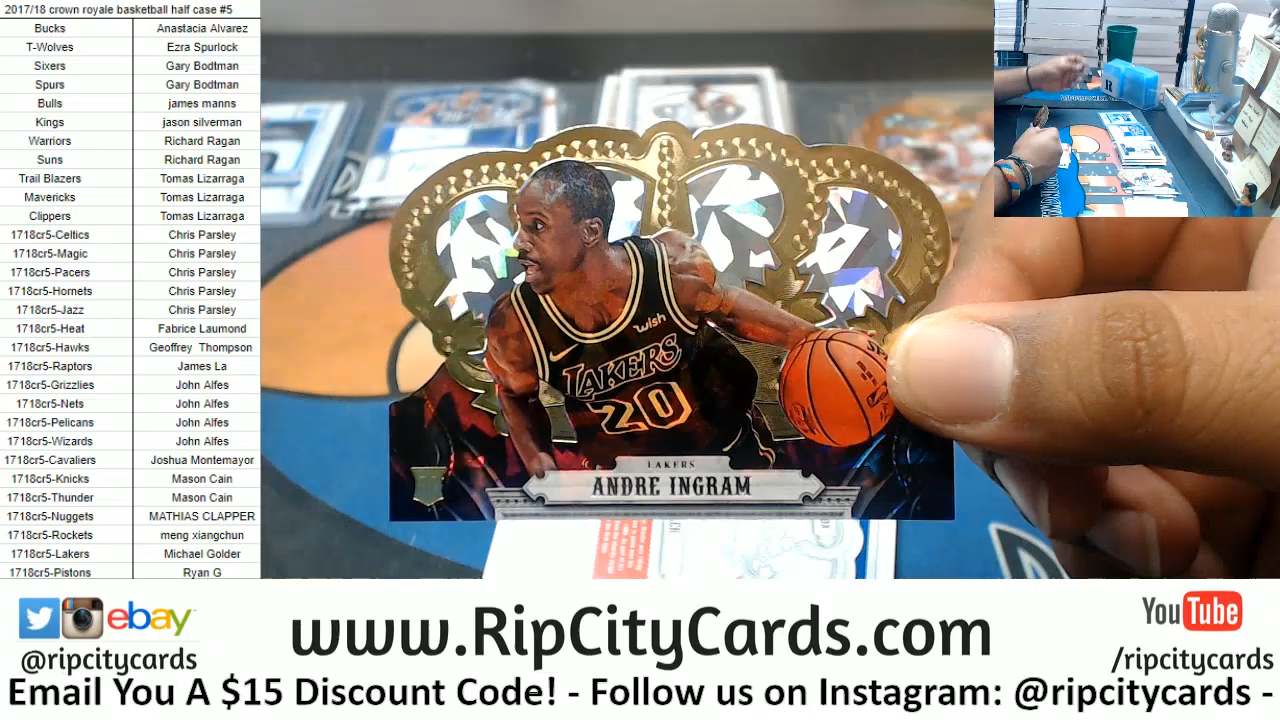 2017/18 crown royale basketball half case #5
Bucks Anastacia Alvarez
T-Wolves Ezra Spurlock
Sixers Gary Bodtman
Spurs Gary Bodtman
Bulls james manns
Kings jason silverman
Warriors Richard Ragan
Suns Richard Ragan
Trail Blazers Tomas Lizarraga
Mavericks Tomas Lizarraga
Clippers Tomas Lizarraga
1718cr5-Celtics Chris Parsley
1718cr5-Magic Chris Parsley
1718cr5-Pacers Chris Parsley
1718cr5-Hornets Chris Parsley
1718cr5-Jazz Chris Parsley
1718cr5-Heat Fabrice Laumond
1718cr5-Hawks Geoffrey Thompson
1718cr5-Raptors James La
1718cr5-Grizzlies John Alfes
1718cr5-Nets John Alfes
1718cr5-Pelicans John Alfes
1718cr5-Wizards John Alfes
1718cr5-Cavaliers Joshua Montemayor
1718cr5-Knicks Mason Cain
1718cr5-Thunder Mason Cain
1718cr5-Nuggets MATHIAS CLAPPER
1718cr5-Rockets meng xiangchun
1718cr5-Lakers Michael Golder
1718cr5-Pistons Ryan G
wish
LAKERS
20
LAKERS
ANDRE INGRAM
ebay
@ripcitycards
www.RipCityCards.com
YouTube
/ripcitycards
Email You A $15 Discount Code! - Follow us on Instagram: @ripcitycards -